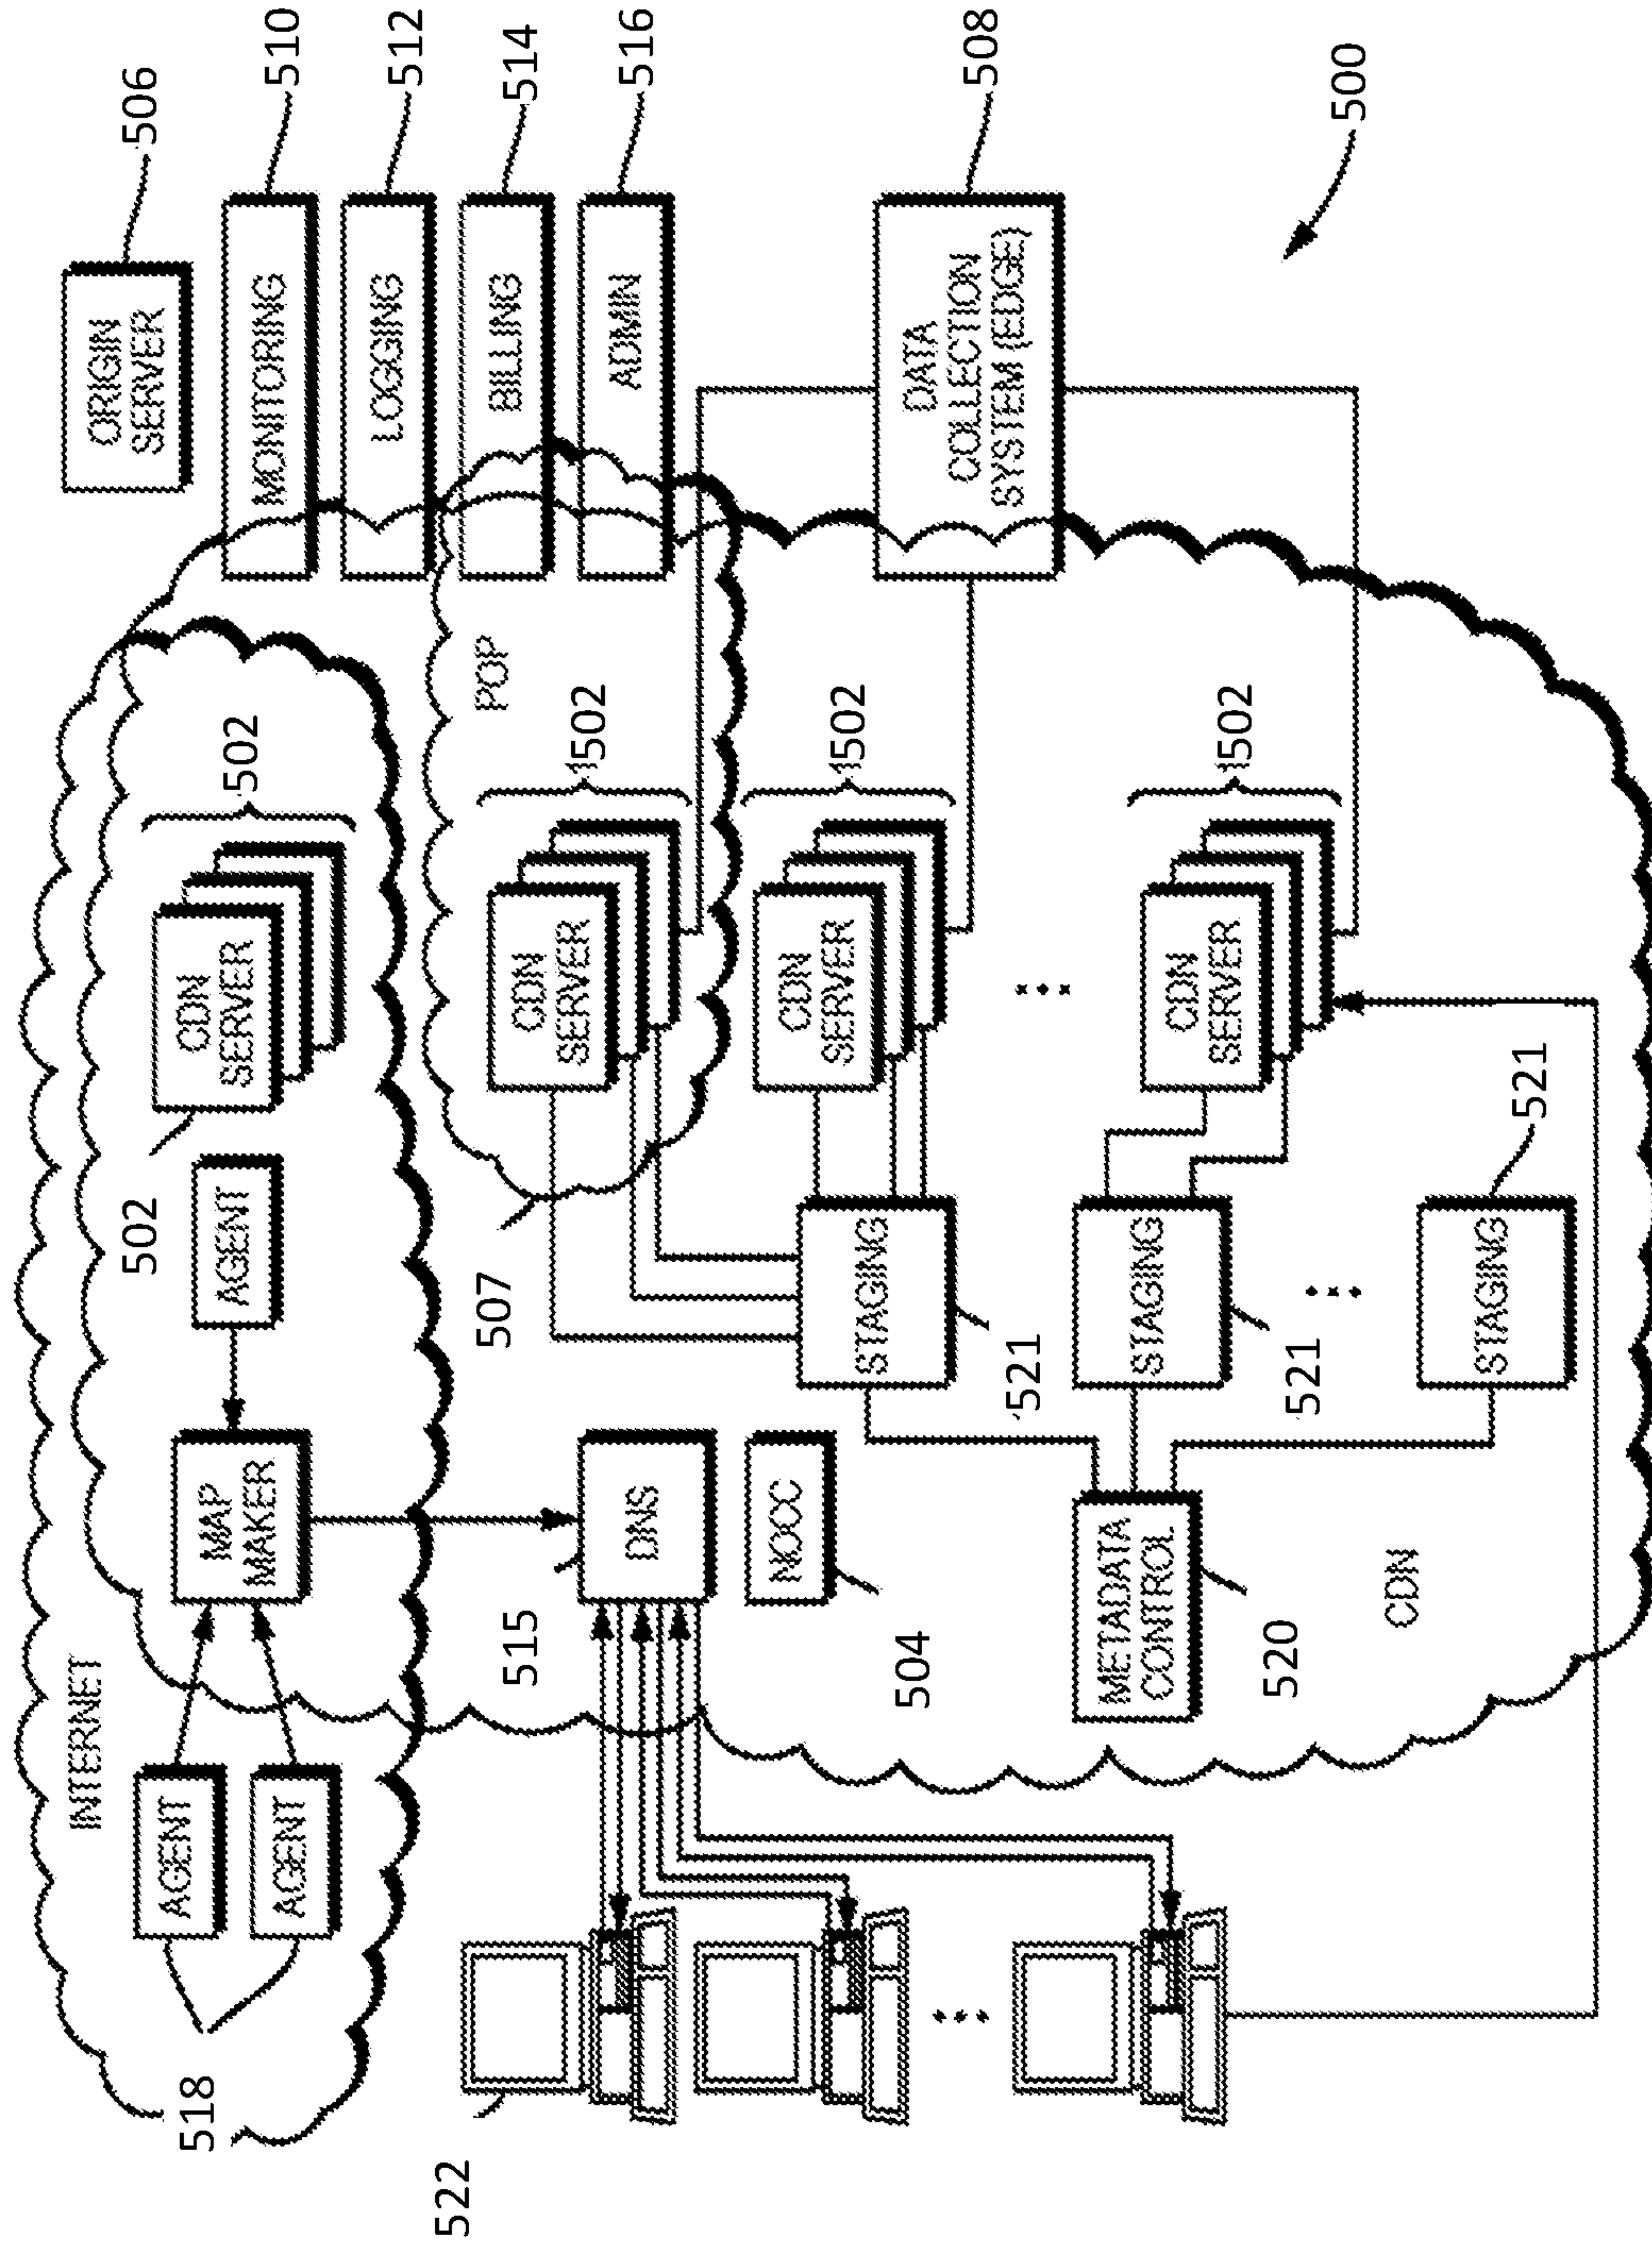 INTERNET
ORIGIN
SERVER
506
AGENT
502
518
MAP
MAKER
AGENT
CDN
SERVER
502
MONITORING
510
AGENT
LOGGING
512
522
507
POP
BILLING
514
515
CDN
SERVER
502
DNS
ADMIN
516
NOCC
CDN
SERVER
502
STAGING
504
DATA
COLLECTION
SYSTEM (EDGE)
508
521
METADATA
CONTROL
STAGING
CDN
SERVER
502
520
521
500
CDN
STAGING
521